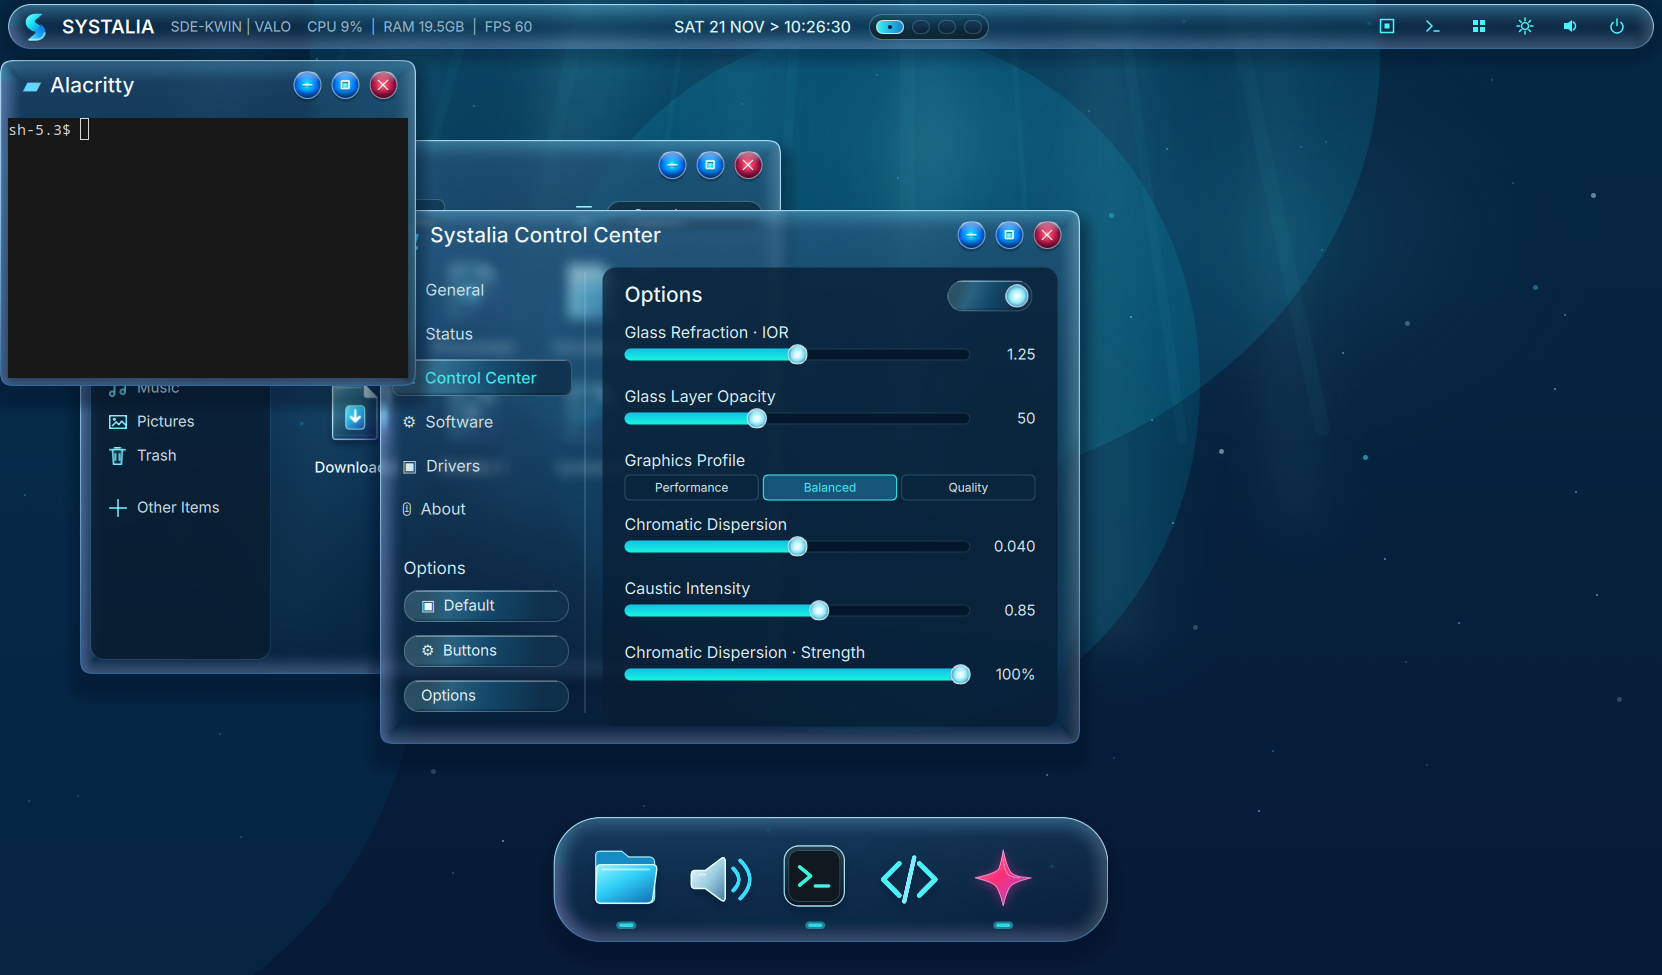 SYSTALIA SDE-KWIN | VALO CPU 9% | RAM 19.5GB | FPS 60 SAT 21 NOV > 10:26:30
Alacritty
sh-5.3$
Music
Pictures
Trash
Other Items
Systalia Control Center
General
Status
Control Center
Software
Drivers
About
Options
Default
Buttons
Options
Options
Glass Refraction · IOR
1.25
Glass Layer Opacity
50
Graphics Profile
Performance Balanced Quality
Chromatic Dispersion
0.040
Caustic Intensity
0.85
Chromatic Dispersion · Strength
100%